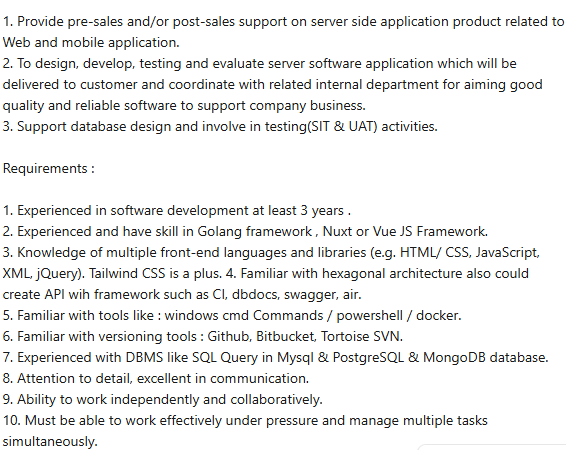 1. Provide pre-sales and/or post-sales support on server side application product related to
Web and mobile application.
2. To design, develop, testing and evaluate server software application which will be
delivered to customer and coordinate with related internal department for aiming good
quality and reliable software to support company business.
3. Support database design and involve in testing(SIT & UAT) activities.
Requirements :
1. Experienced in software development at least 3 years .
2. Experienced and have skill in Golang framework , Nuxt or Vue JS Framework.
3. Knowledge of multiple front-end languages and libraries (e.g. HTML/ CSS, JavaScript,
XML, jQuery). Tailwind CSS is a plus. 4. Familiar with hexagonal architecture also could
create API wih framework such as CI, dbdocs, swagger, air.
5. Familiar with tools like : windows cmd Commands / powershell / docker.
6. Familiar with versioning tools : Github, Bitbucket, Tortoise SVN.
7. Experienced with DBMS like SQL Query in Mysql & PostgreSQL & MongoDB database.
8. Attention to detail, excellent in communication.
9. Ability to work independently and collaboratively.
10. Must be able to work effectively under pressure and manage multiple tasks
simultaneously.